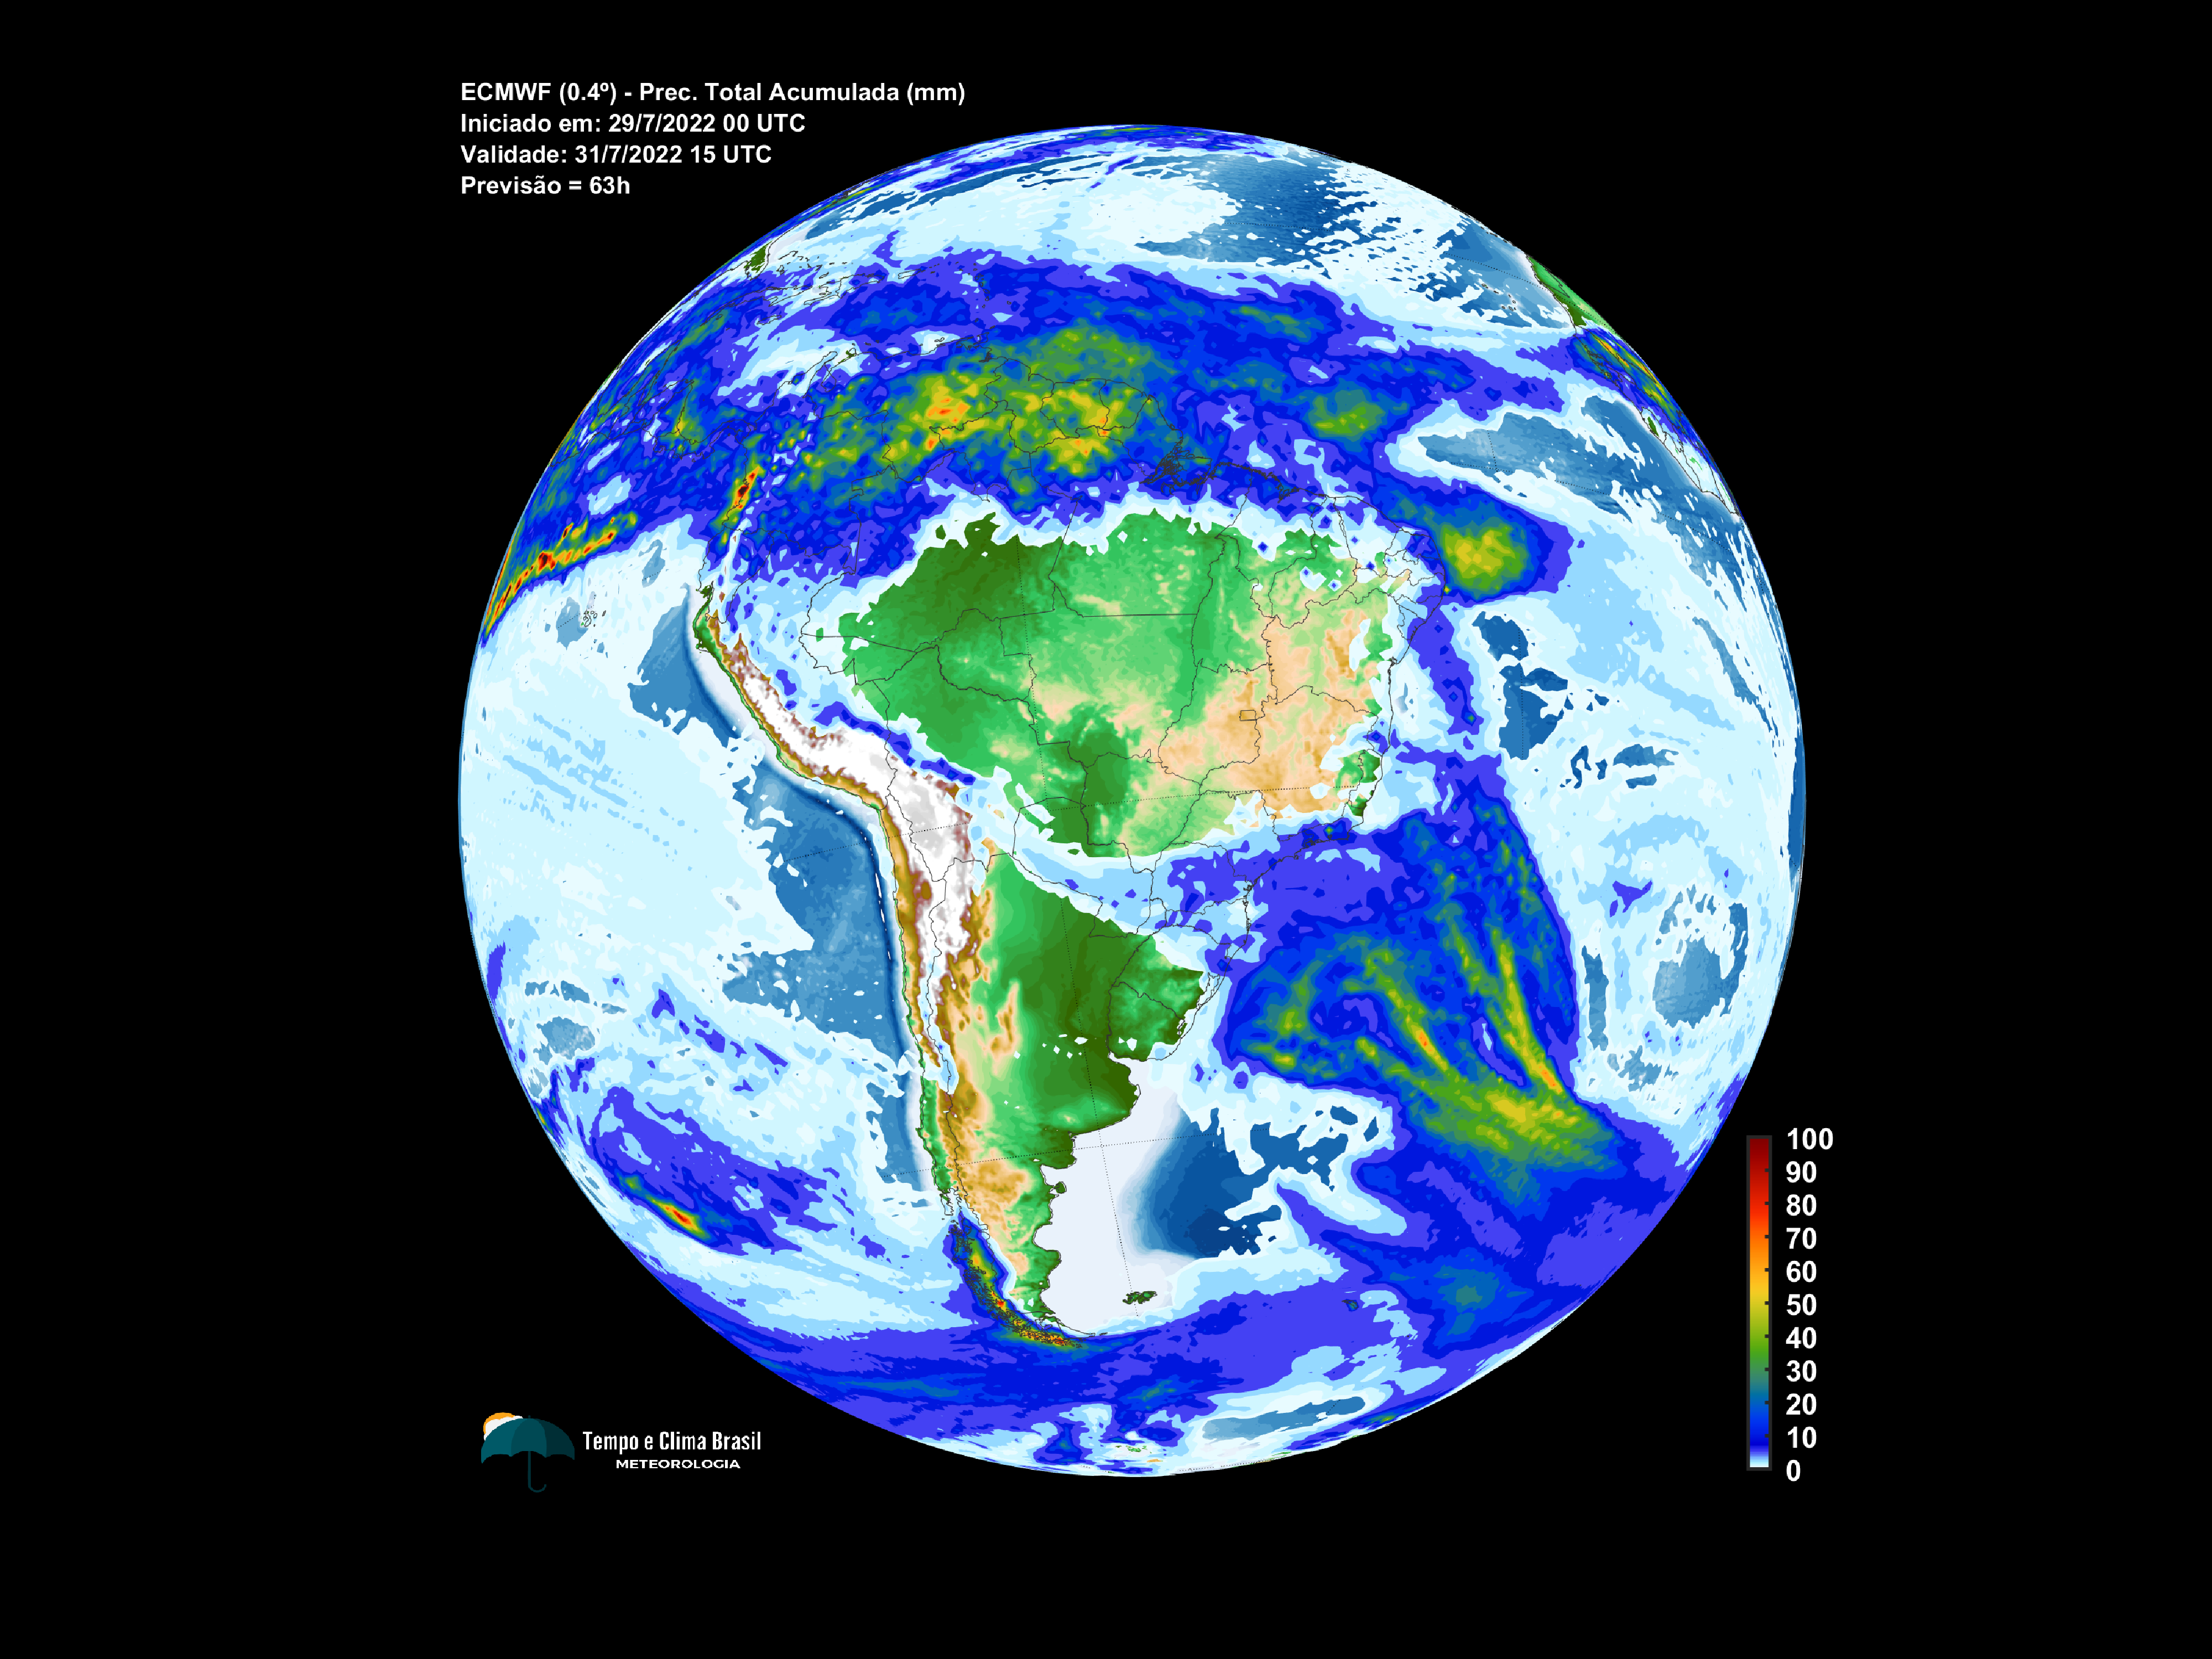 ECMWF (0.4º) - Prec. Total Acumulada (mm)
Iniciado em: 29/7/2022 00 UTC
Validade: 31/7/2022 15 UTC
Previsão = 63h
100
90
80
70
60
50
40
30
20
10
0
Tempo e Clima Brasil
METEOROLOGIA